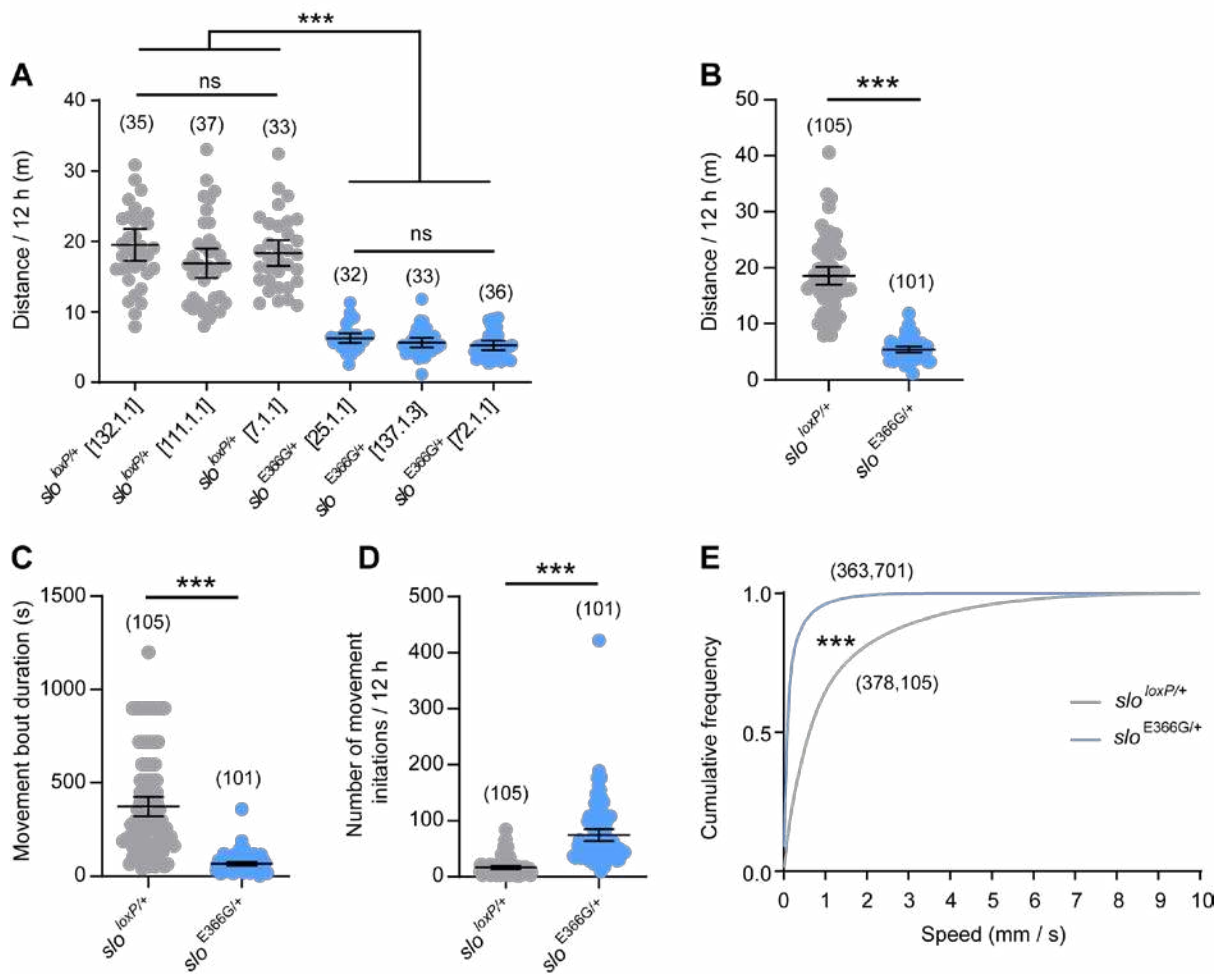 ***
A
ns
Distance / 12 h (m)
40
30
20
10
0
(35)
(37)
(33)
ns
(32)
(33)
(36)
slo loxP/+ [132.1.1]
slo loxP/+ [111.1.1]
slo loxP/+ [7.1.1]
slo E366G/+ [25.1.1]
slo E366G/+ [137.1.3]
slo E366G/+ [72.1.1]
B
***
Distance / 12 h (m)
50
40
30
20
10
0
(105)
(101)
slo loxP/+
slo E366G/+
C
***
Movement bout duration (s)
1500
1000
500
0
(105)
(101)
slo loxP/+
slo E366G/+
D
***
Number of movement
initations / 12 h
500
400
300
200
100
0
(105)
(101)
slo loxP/+
slo E366G/+
E
(363,701)
***
(378,105)
Cumulative frequency
1.0
0.5
0.0
slo loxP/+
slo E366G/+
0 1 2 3 4 5 6 7 8 9 10
Speed (mm / s)